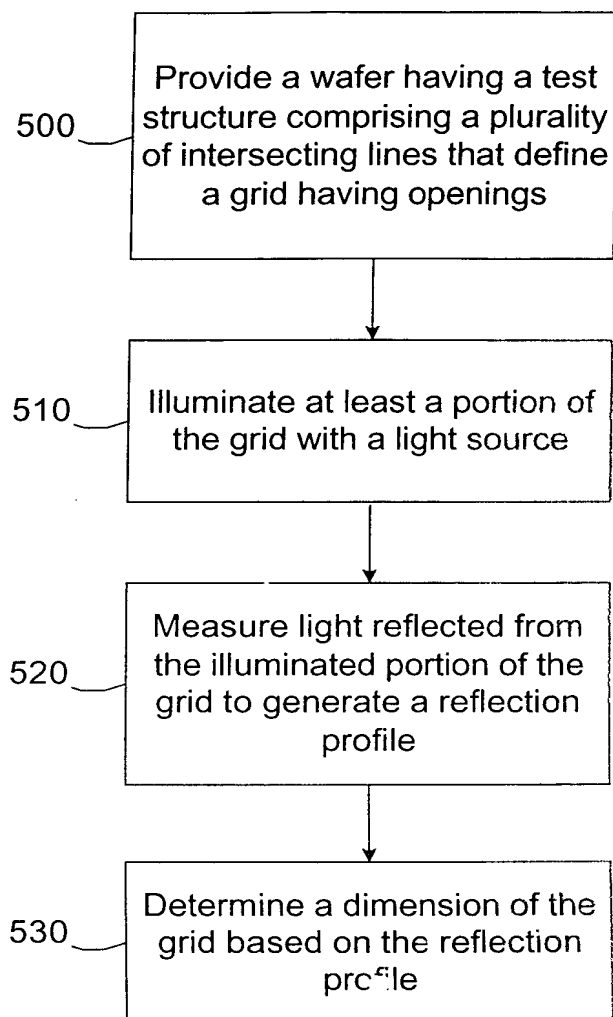 500
Provide a wafer having a test
structure comprising a plurality
of intersecting lines that define
a grid having openings
510
Illuminate at least a portion of
the grid with a light source
520
Measure light reflected from
the illuminated portion of the
grid to generate a reflection
profile
530
Determine a dimension of the
grid based on the reflection
profile